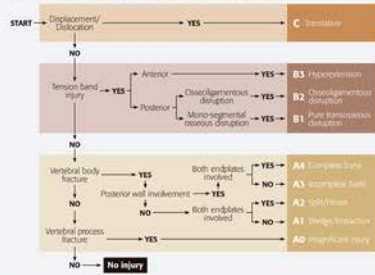 Displacement/
Dislocation
START
YES
C Translation
NO
Tension band
injury
YES
Anterior
YES
B3 Hyperextension
Posterior
Osseoligamentous
disruption
YES
B2 Osseoligamentous
disruption
Mono-segmental
osseous disruption
YES
B1 Pure transosseous
disruption
NO
Vertebral body
fracture
YES
Posterior wall involvement
YES
Both endplates
involved
YES
A4 Complete burst
NO
A3 Incomplete burst
NO
Both endplates
involved
YES
A2 Split/Pincer
NO
A1 Wedge/Impaction
NO
Vertebral process
fracture
YES
A0 Insignificant injury
NO
No injury